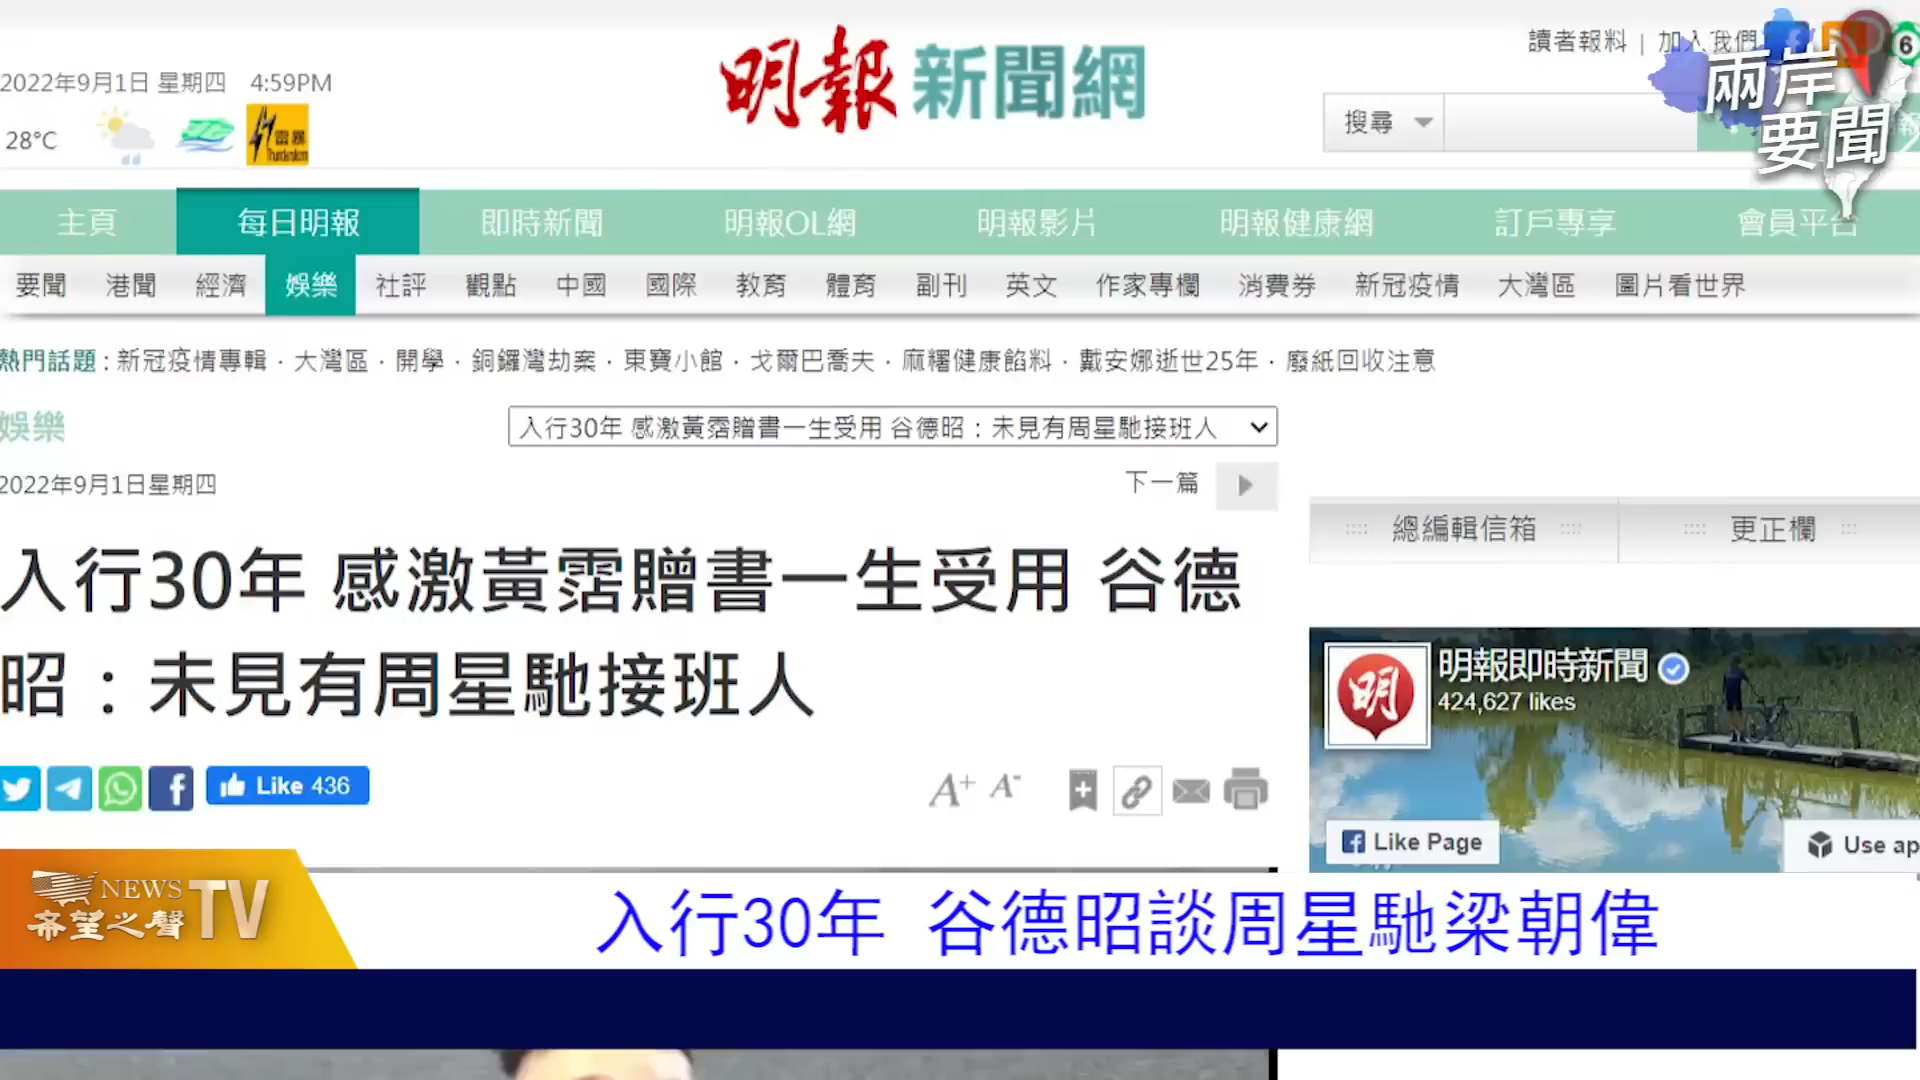 讀者報料 | 加入我們
6
兩岸
要聞
2022年9月1日 星期四 4:59PM
明報 新聞網
28°C
雷暴
Thunderstorm
搜尋
主頁 每日明報 即時新聞 明報OL網 明報影片 明報健康網 訂戶專享 會員平台
要聞 港聞 經濟 娛樂 社評 觀點 中國 國際 教育 體育 副刊 英文 作家專欄 消費券 新冠疫情 大灣區 圖片看世界
熱門話題 : 新冠疫情專輯 · 大灣區 · 開學 · 銅鑼灣劫案 · 東寶小館 · 戈爾巴喬夫 · 麻糬健康餡料 · 戴安娜逝世25年 · 廢紙回收注意
娛樂
入行30年 感激黃霑贈書一生受用 谷德昭：未見有周星馳接班人
2022年9月1日星期四
下一篇
入行30年 感激黃霑贈書一生受用 谷德
昭：未見有周星馳接班人
總編輯信箱
更正欄
明
明報即時新聞
424,627 likes
Like 436
A+ A-
Like Page
Use ap
NEWS
希望之聲TV
入行30年 谷德昭談周星馳梁朝偉